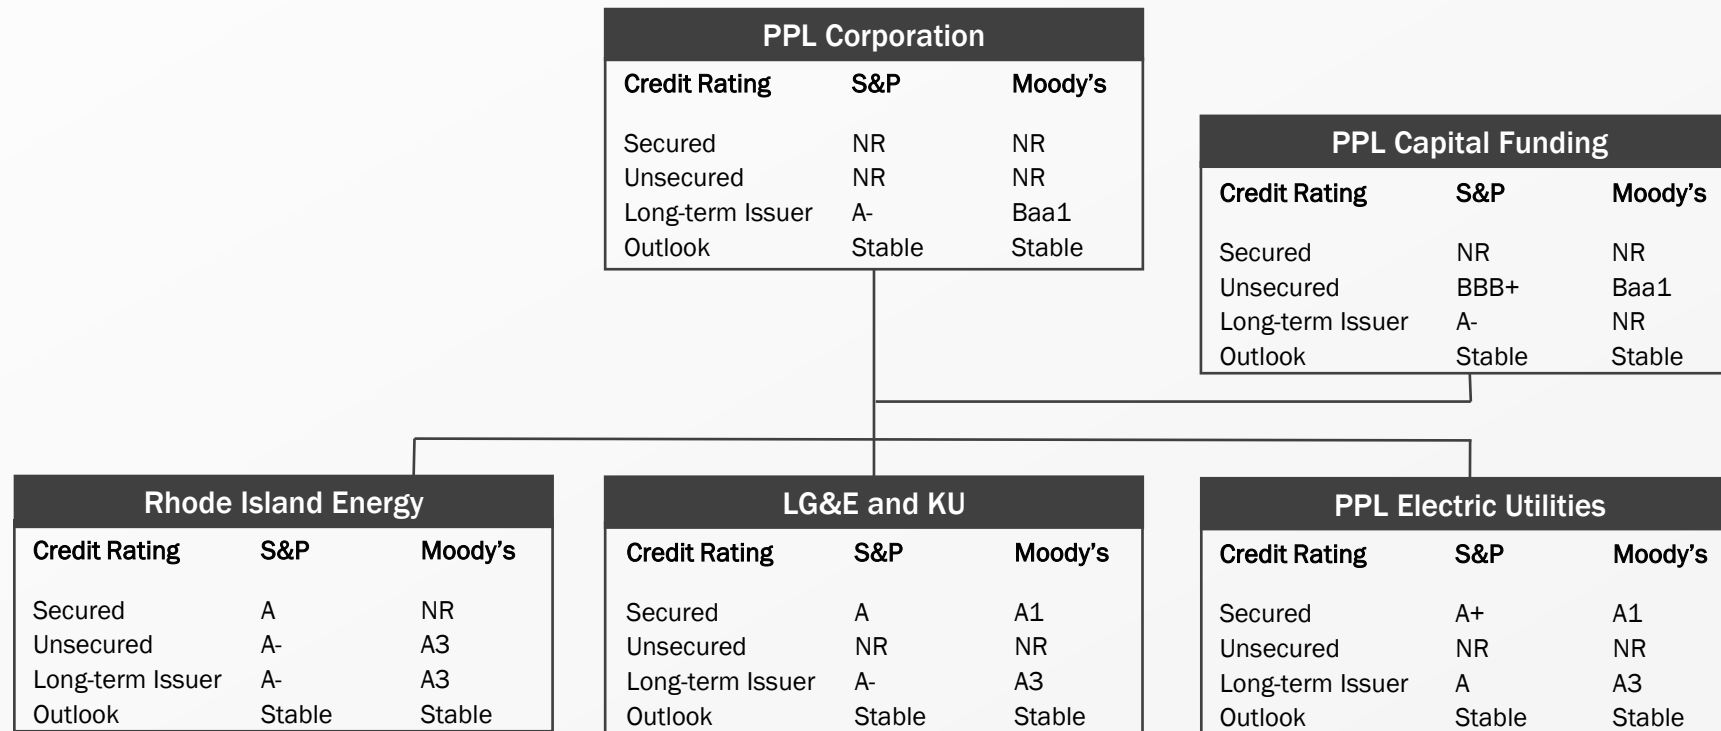 PPL Corporation
Credit Rating S&P Moody's
Secured NR NR
Unsecured NR NR
Long-term Issuer A- Baa1
Outlook Stable Stable
PPL Capital Funding
Credit Rating S&P Moody's
Secured NR NR
Unsecured BBB+ Baa1
Long-term Issuer A- NR
Outlook Stable Stable
Rhode Island Energy
Credit Rating S&P Moody's
Secured A NR
Unsecured A- A3
Long-term Issuer A- A3
Outlook Stable Stable
LG&E and KU
Credit Rating S&P Moody's
Secured A A1
Unsecured NR NR
Long-term Issuer A- A3
Outlook Stable Stable
PPL Electric Utilities
Credit Rating S&P Moody's
Secured A+ A1
Unsecured NR NR
Long-term Issuer A A3
Outlook Stable Stable